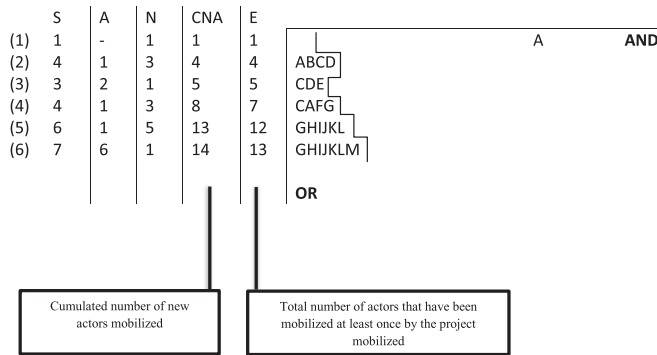 S A N CNA E
(1) 1 - 1 1 1 A AND
(2) 4 1 3 4 4 ABCD
(3) 3 2 1 5 5 CDE
(4) 4 1 3 8 7 CAFG
(5) 6 1 5 13 12 GHIJKL
(6) 7 6 1 14 13 GHIJKLM
OR
Cumulated number of new
actors mobilized
Total number of actors that have been
mobilized at least once by the project
mobilized